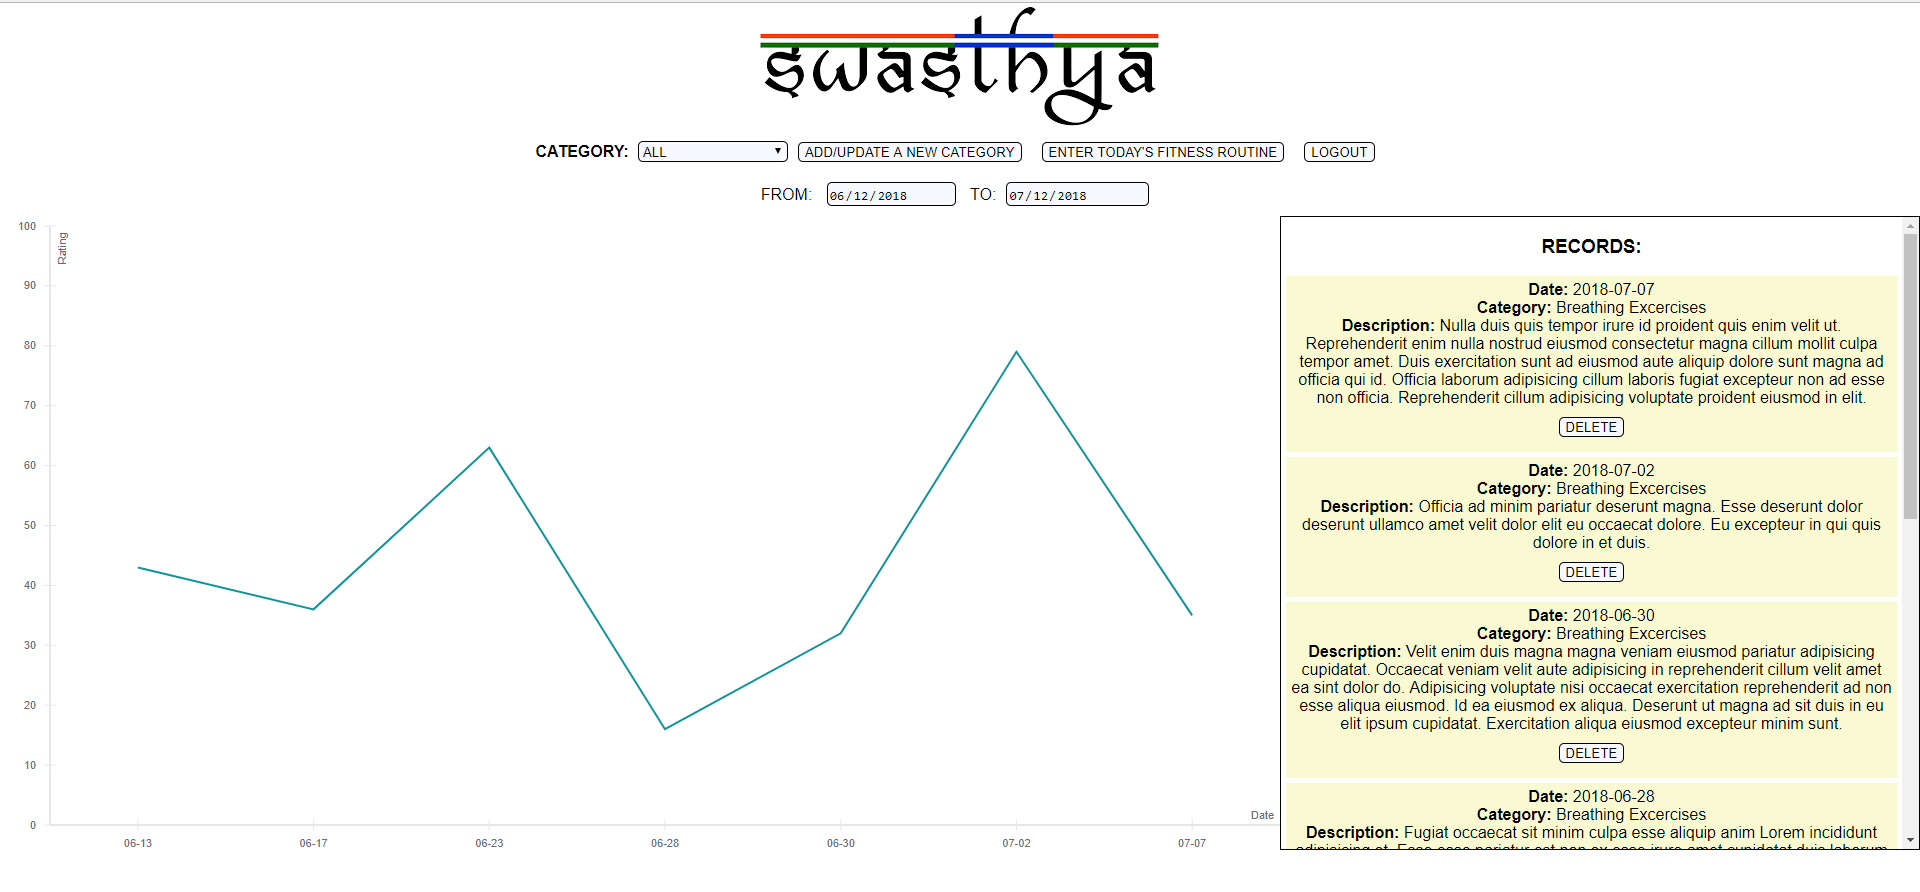 swasthya
CATEGORY: ALL ADD/UPDATE A NEW CATEGORY ENTER TODAY'S FITNESS ROUTINE LOGOUT
FROM: 06/12/2018 TO: 07/12/2018
100
Rating
90
80
70
60
50
40
30
20
10
0
Date
06-13 06-17 06-23 06-28 06-30 07-02 07-07
RECORDS:
Date: 2018-07-07
Category: Breathing Excercises
Description: Nulla duis quis tempor irure id proident quis enim velit ut.
Reprehenderit enim nulla nostrud eiusmod consectetur magna cillum mollit culpa
tempor amet. Duis exercitation sunt ad eiusmod aute aliquip dolore sunt magna ad
officia qui id. Officia laborum adipisicing cillum laboris fugiat excepteur non ad esse
non officia. Reprehenderit cillum adipisicing voluptate proident eiusmod in elit.
DELETE
Date: 2018-07-02
Category: Breathing Excercises
Description: Officia ad minim pariatur deserunt magna. Esse deserunt dolor
deserunt ullamco amet velit dolor elit eu occaecat dolore. Eu excepteur in qui quis
dolore in et duis.
DELETE
Date: 2018-06-30
Category: Breathing Excercises
Description: Velit enim duis magna magna veniam eiusmod pariatur adipisicing
cupidatat. Occaecat veniam velit aute adipisicing in reprehenderit cillum velit amet
ea sint dolor do. Adipisicing voluptate nisi occaecat exercitation reprehenderit ad non
esse aliqua eiusmod. Id ea eiusmod ex aliqua. Deserunt ut magna ad sit duis in eu
elit ipsum cupidatat. Exercitation aliqua eiusmod excepteur minim sunt.
DELETE
Date: 2018-06-28
Category: Breathing Excercises
Description: Fugiat occaecat sit minim culpa esse aliquip anim Lorem incididunt